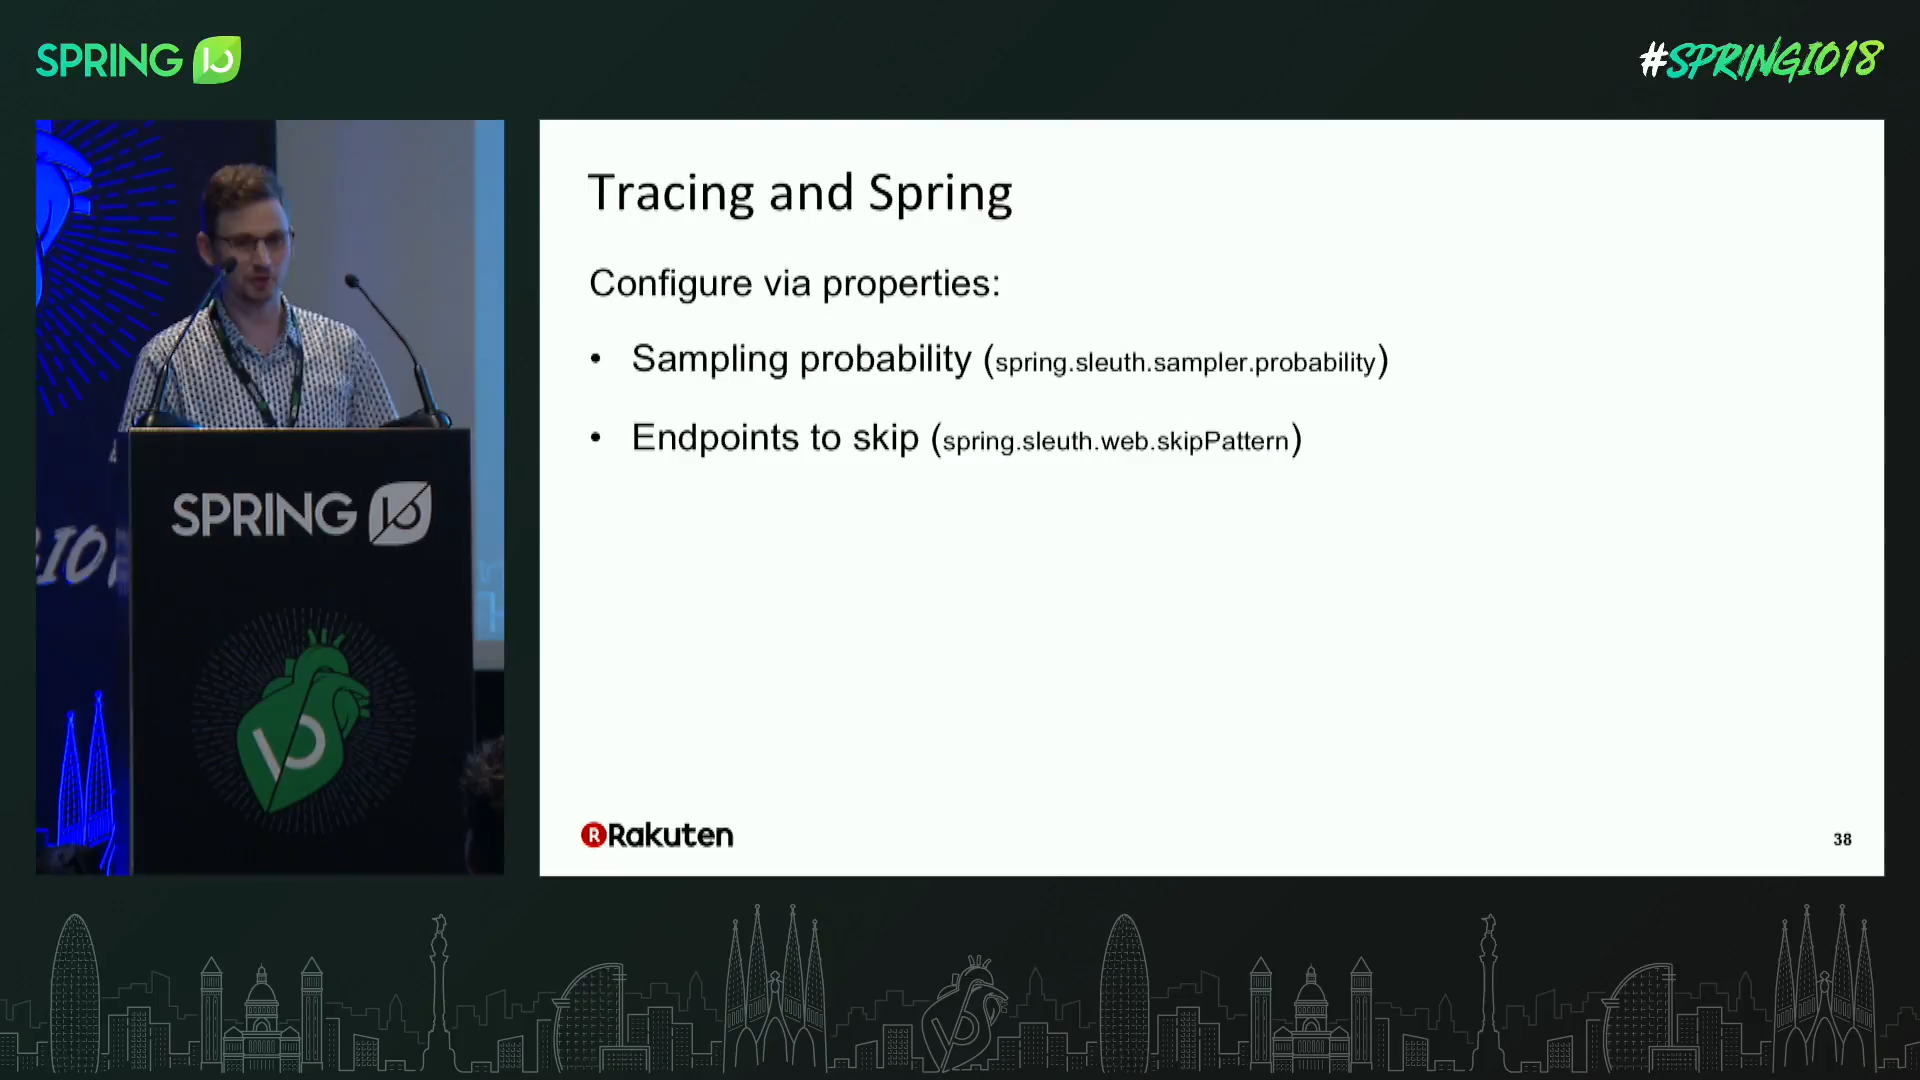 SPRING IO
#SPRINGIO18
Tracing and Spring
Configure via properties:
• Sampling probability (spring.sleuth.sampler.probability)
• Endpoints to skip (spring.sleuth.web.skipPattern)
SPRING IO
IO
R Rakuten
38